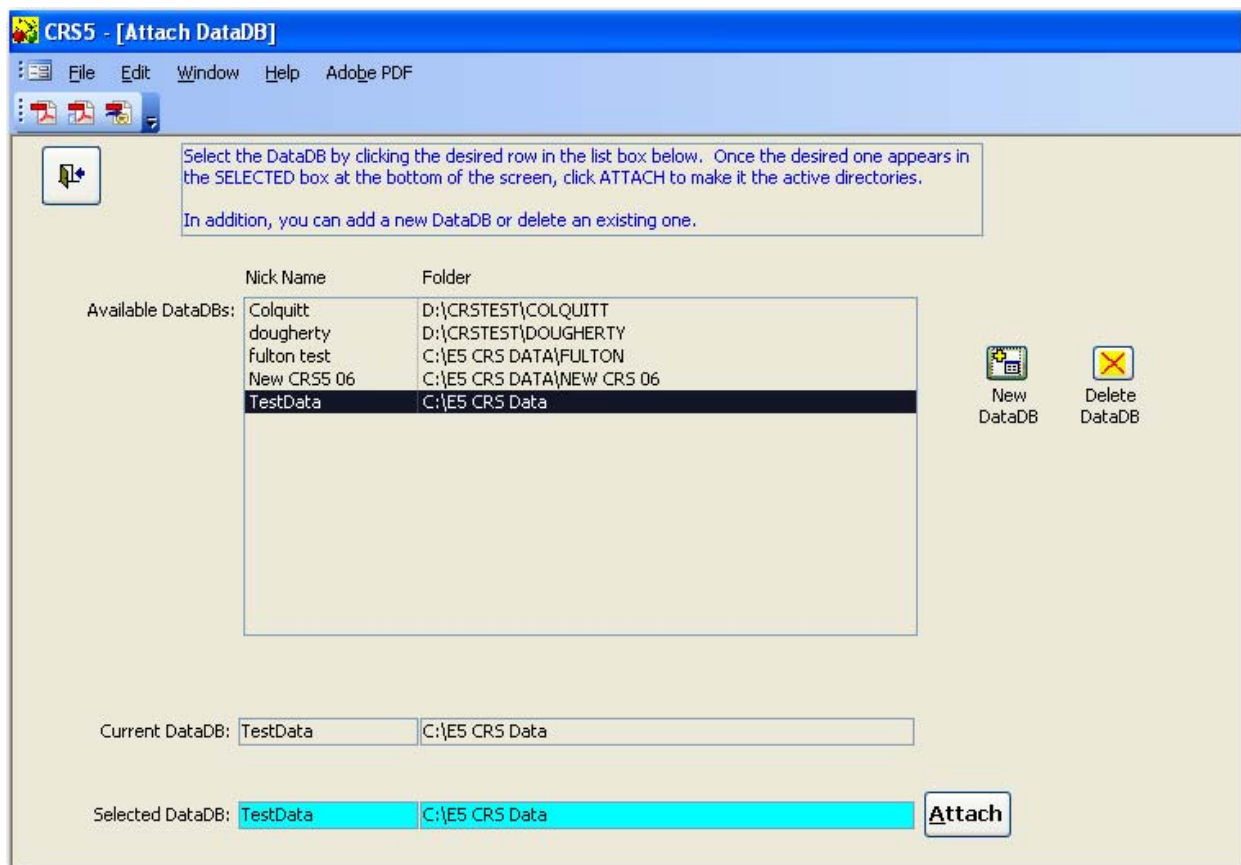 CRS5 - [Attach DataDB]
File Edit Window Help Adobe PDF
Select the DataDB by clicking the desired row in the list box below. Once the desired one appears in
the SELECTED box at the bottom of the screen, click ATTACH to make it the active directories.
In addition, you can add a new DataDB or delete an existing one.
Nick Name Folder
Available DataDBs: Colquitt D:\CRSTEST\COLQUITT
dougherty D:\CRSTEST\DOUGHERTY
fulton test C:\E5 CRS DATA\FULTON
New CRS5 06 C:\E5 CRS DATA\NEW CRS 06
TestData C:\E5 CRS Data
New DataDB
Delete DataDB
Current DataDB: TestData C:\E5 CRS Data
Selected DataDB: TestData C:\E5 CRS Data Attach